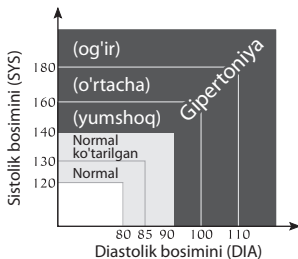 Sistolik bosimini (SYS)
(og'ir)
180
(o'rtacha)
160
(yumshoq)
140
Gipertoniya
Normal
ko'tarilgan
130
Normal
120
80 85 90 100 110
Diastolik bosimini (DIA)